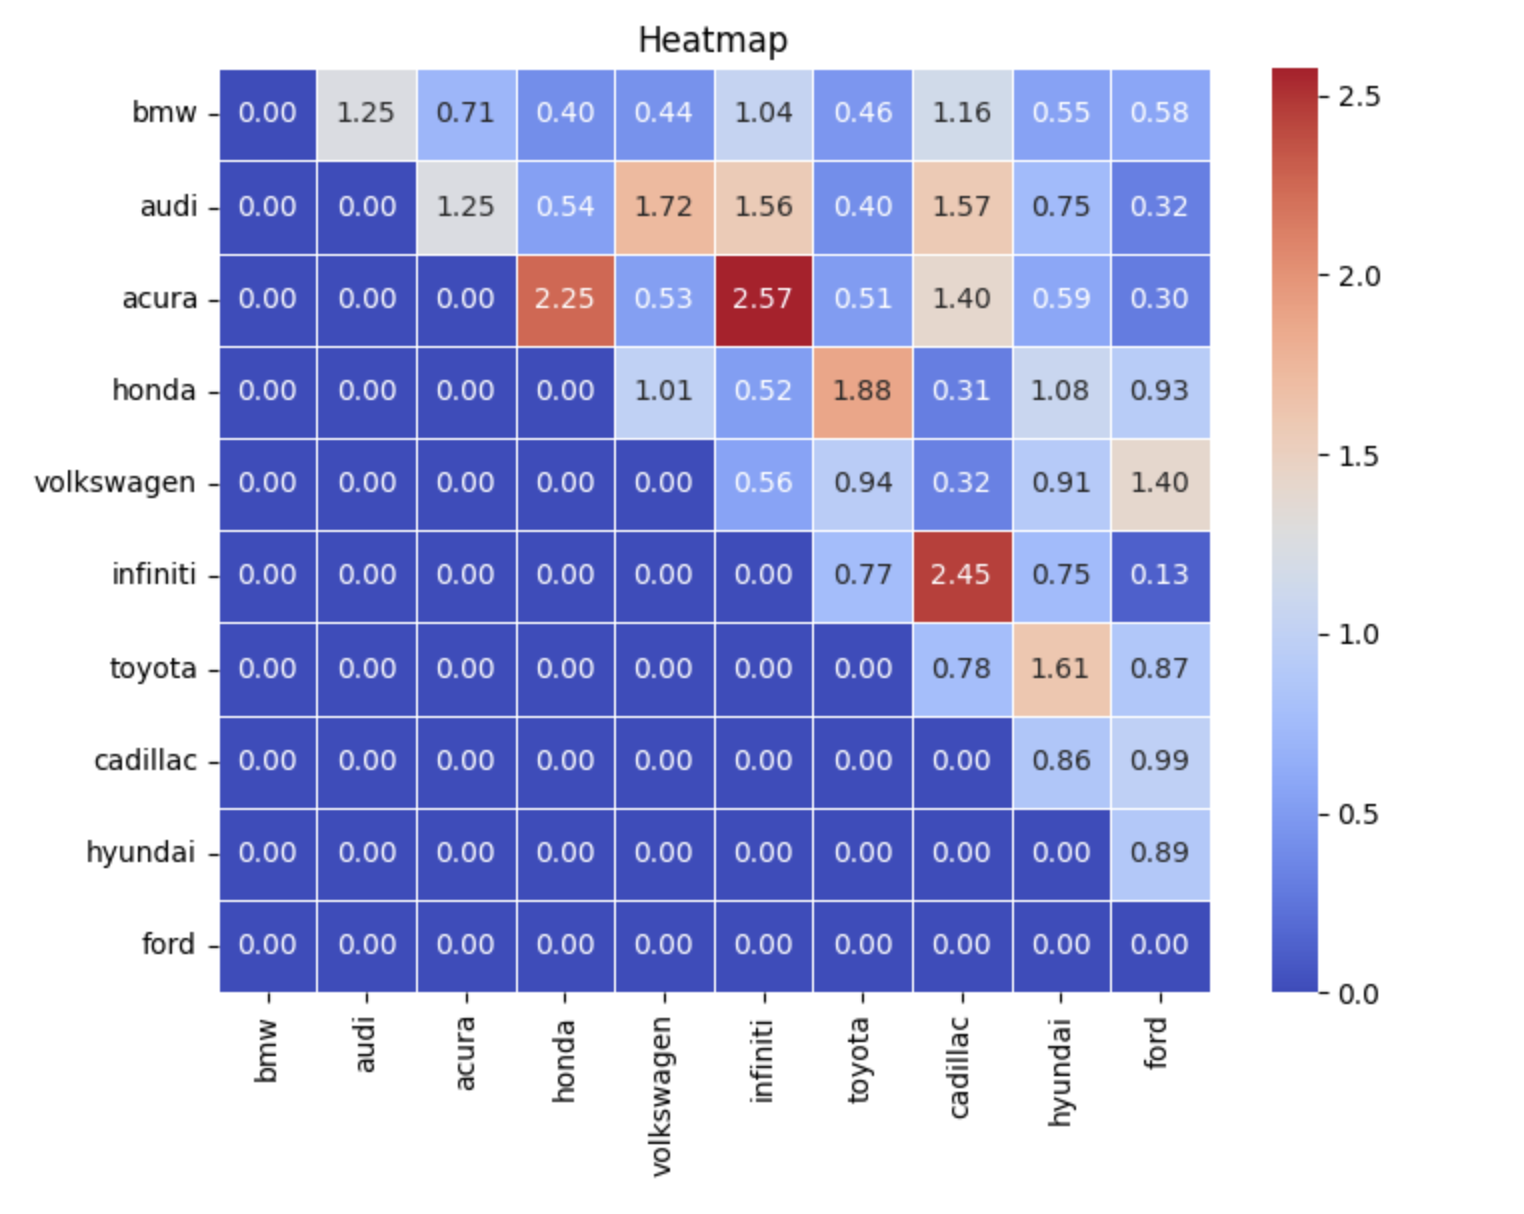 Heatmap
bmw 0.00 1.25 0.71 0.40 0.44 1.04 0.46 1.16 0.55 0.58
audi 0.00 0.00 1.25 0.54 1.72 1.56 0.40 1.57 0.75 0.32
acura 0.00 0.00 0.00 2.25 0.53 2.57 0.51 1.40 0.59 0.30
honda 0.00 0.00 0.00 0.00 1.01 0.52 1.88 0.31 1.08 0.93
volkswagen 0.00 0.00 0.00 0.00 0.00 0.56 0.94 0.32 0.91 1.40
infiniti 0.00 0.00 0.00 0.00 0.00 0.00 0.77 2.45 0.75 0.13
toyota 0.00 0.00 0.00 0.00 0.00 0.00 0.00 0.78 1.61 0.87
cadillac 0.00 0.00 0.00 0.00 0.00 0.00 0.00 0.00 0.86 0.99
hyundai 0.00 0.00 0.00 0.00 0.00 0.00 0.00 0.00 0.00 0.89
ford 0.00 0.00 0.00 0.00 0.00 0.00 0.00 0.00 0.00 0.00
bmw audi acura honda volkswagen infiniti toyota cadillac hyundai ford
2.5
2.0
1.5
1.0
0.5
0.0